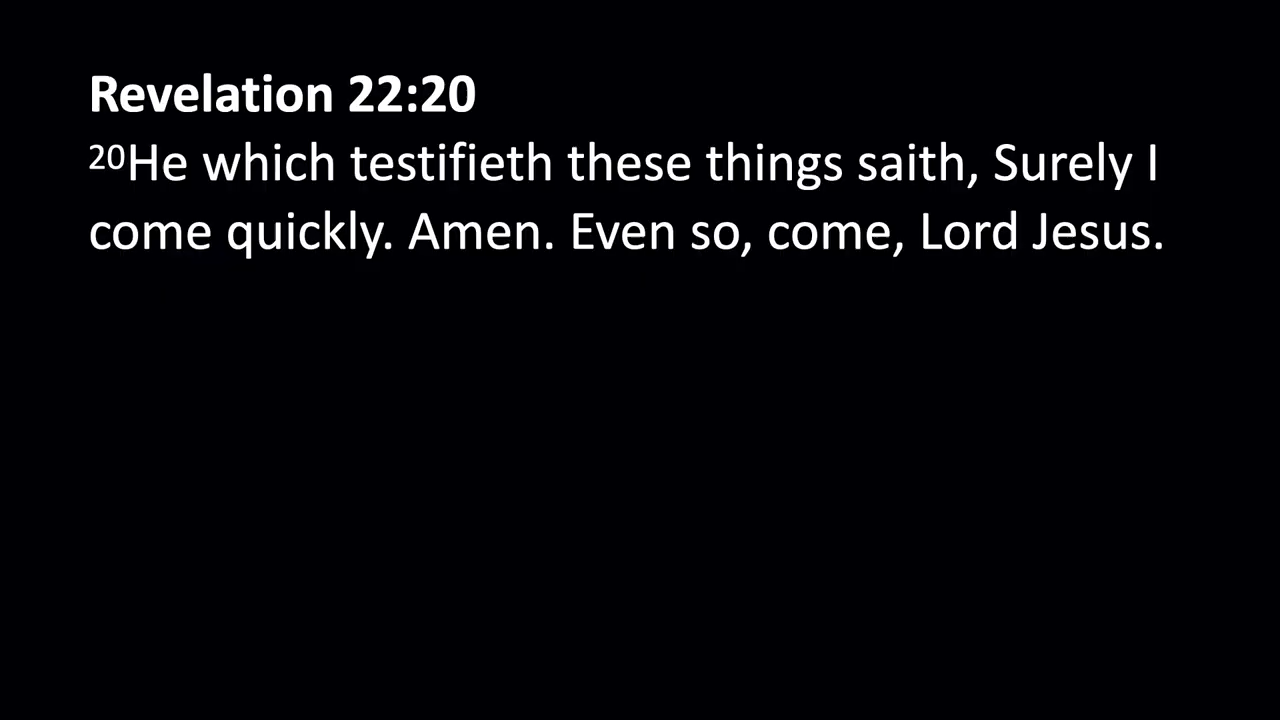 Revelation 22:20
20He which testifieth these things saith, Surely I
come quickly. Amen. Even so, come, Lord Jesus.